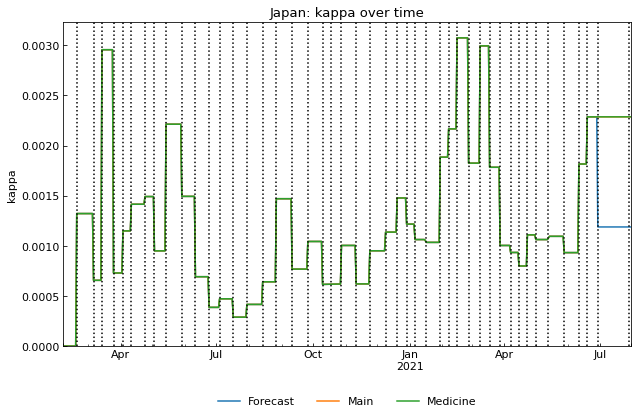 Japan: kappa over time
0.0030
0.0025
0.0020
0.0015
0.0010
0.0005
0.0000
kappa
Apr Jul Oct Jan Apr Jul
2021
Forecast Main Medicine